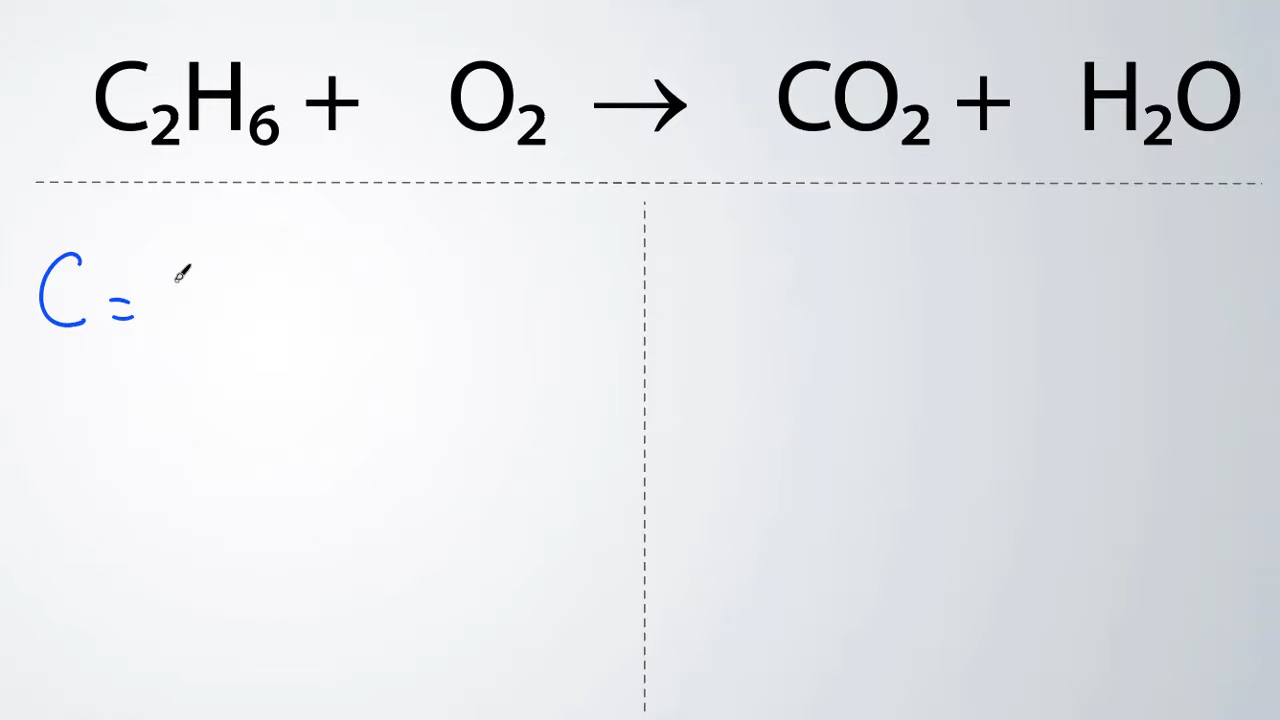 C₂H₆ + O₂ → CO₂ + H₂O
C =